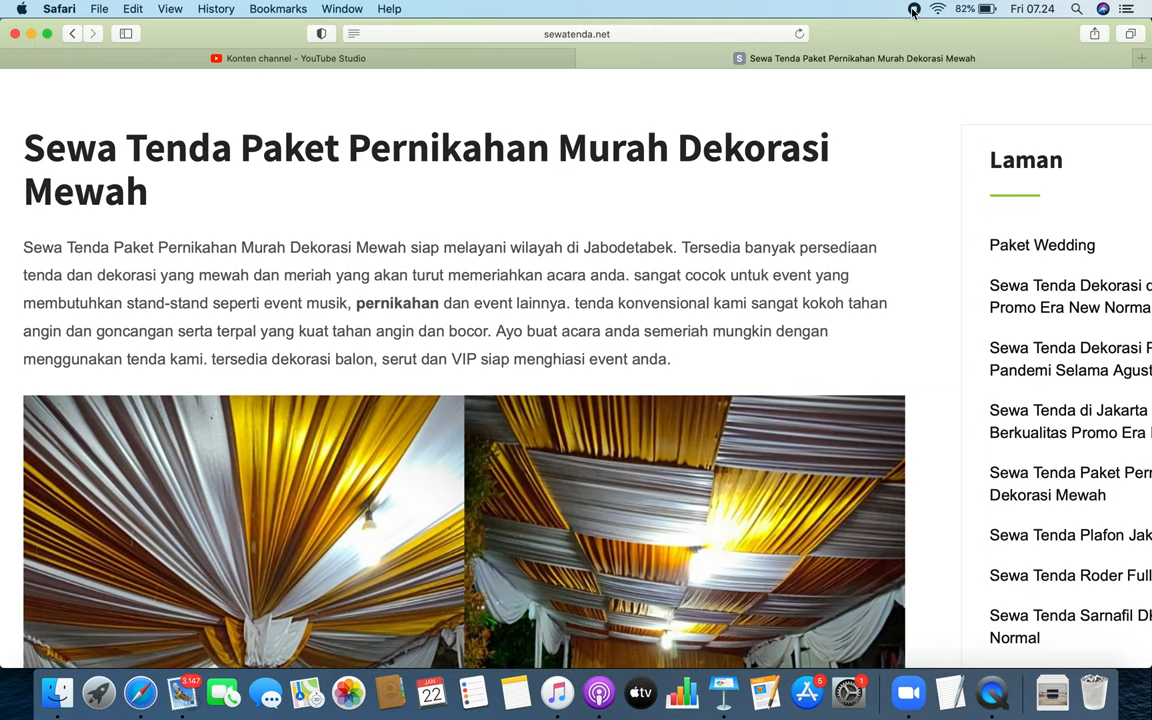 Safari File Edit View History Bookmarks Window Help 82% Fri 07.24
sewatenda.net
Konten channel - YouTube Studio
S Sewa Tenda Paket Pernikahan Murah Dekorasi Mewah
Sewa Tenda Paket Pernikahan Murah Dekorasi
Mewah
Sewa Tenda Paket Pernikahan Murah Dekorasi Mewah siap melayani wilayah di Jabodetabek. Tersedia banyak persediaan
tenda dan dekorasi yang mewah dan meriah yang akan turut memeriahkan acara anda. sangat cocok untuk event yang
membutuhkan stand-stand seperti event musik, pernikahan dan event lainnya. tenda konvensional kami sangat kokoh tahan
angin dan goncangan serta terpal yang kuat tahan angin dan bocor. Ayo buat acara anda semeriah mungkin dengan
menggunakan tenda kami. tersedia dekorasi balon, serut dan VIP siap menghiasi event anda.
Laman
Paket Wedding
Sewa Tenda Dekorasi d
Promo Era New Norma
Sewa Tenda Dekorasi P
Pandemi Selama Agust
Sewa Tenda di Jakarta
Berkualitas Promo Era
Sewa Tenda Paket Pern
Dekorasi Mewah
Sewa Tenda Plafon Jak
Sewa Tenda Roder Full
Sewa Tenda Sarnafil D
Normal
3.147
JAN
22
tv
5
1